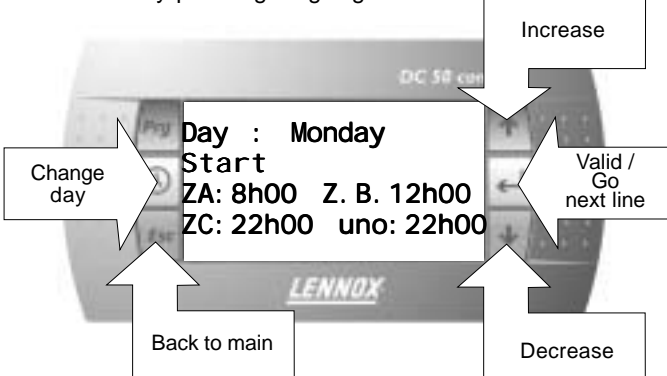 Increase
DC 50 com
Prg
Day : Monday
Start
ZA: 8h00 Z. B. 12h00
ZC: 22h00 uno: 22h00
Change
day
Valid /
Go
next line
Esc
LENNOX
Back to main
Decrease